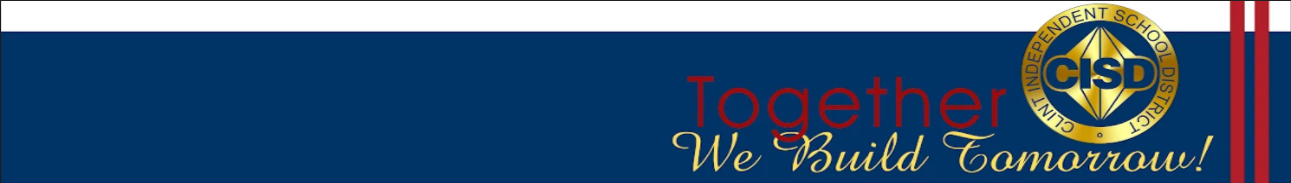 CLINT INDEPENDENT SCHOOL DISTRICT
CISD
Together
We Build Tomorrow!